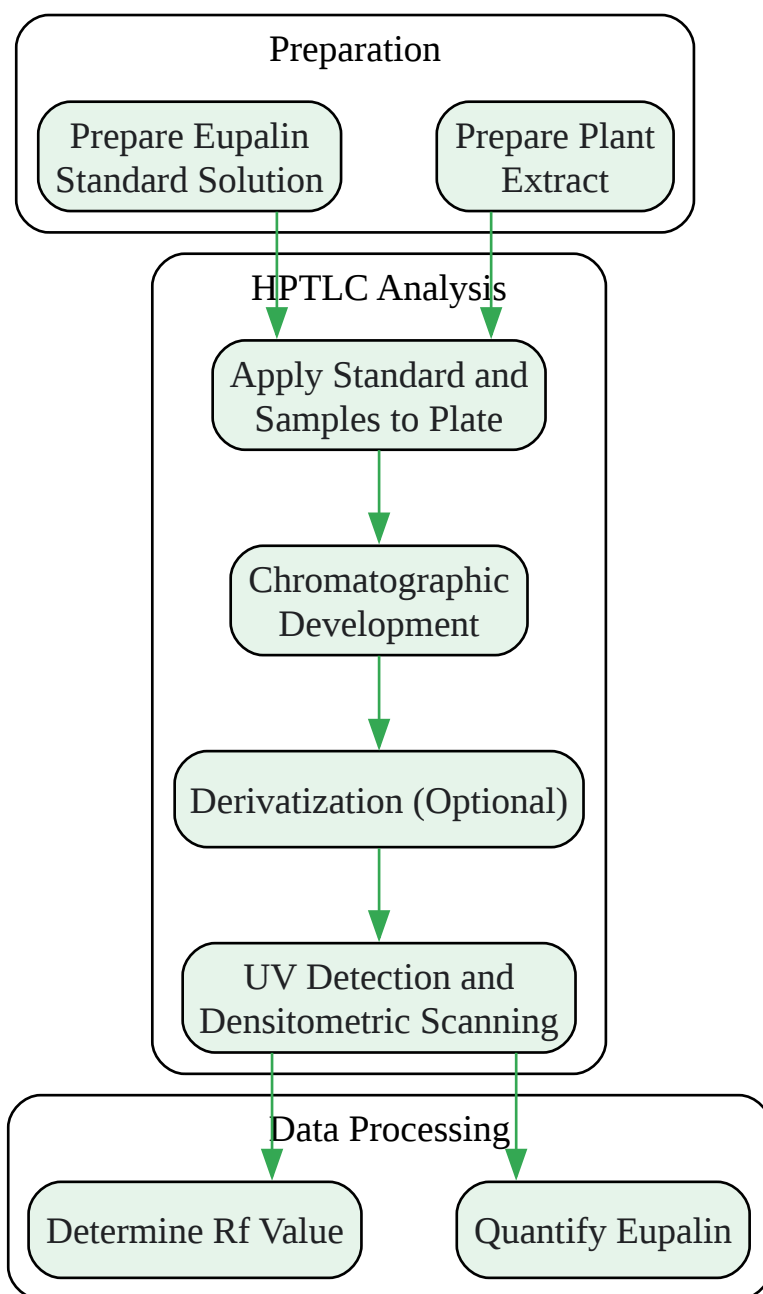 Preparation
Prepare Eupalin
Standard Solution
Prepare Plant
Extract
HPTLC Analysis
Apply Standard and
Samples to Plate
Chromatographic
Development
Derivatization (Optional)
UV Detection and
Densitometric Scanning
Data Processing
Determine Rf Value
Quantify Eupalin